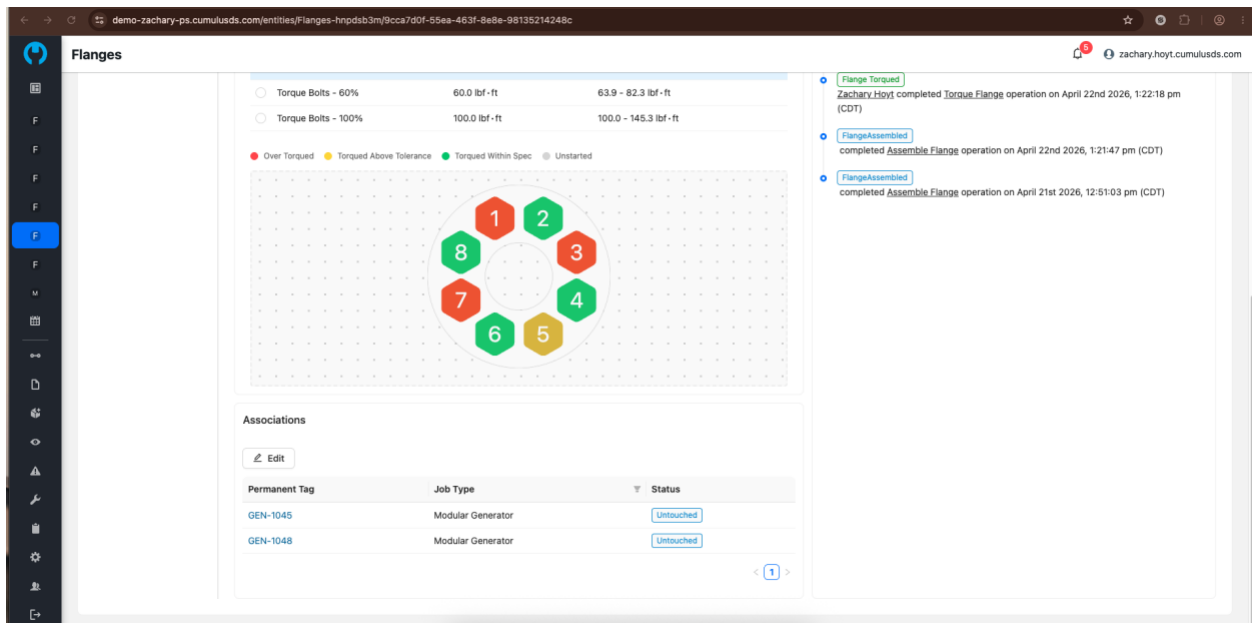 demo-zachary-ps.cumulusds.com/entities/Flanges-hnpdsb3m/9cca7d0f-55ea-463f-8e8e-98135214248c
Flanges
5
zachary.hoyt.cumulusds.com
F
F
F
F
F
F
M
Torque Bolts - 60% 60.0 lbf·ft 63.9 - 82.3 lbf·ft
Torque Bolts - 100% 100.0 lbf·ft 100.0 - 145.3 lbf·ft
Over Torqued Torqued Above Tolerance Torqued Within Spec Unstarted
1 2
8 3
7 4
6 5
Associations
Edit
Permanent Tag Job Type Status
GEN-1045 Modular Generator Untouched
GEN-1048 Modular Generator Untouched
< 1 >
Flange Torqued
Zachary Hoyt completed Torque Flange operation on April 22nd 2026, 1:22:18 pm
(CDT)
FlangeAssembled
completed Assemble Flange operation on April 22nd 2026, 1:21:47 pm (CDT)
FlangeAssembled
completed Assemble Flange operation on April 21st 2026, 12:51:03 pm (CDT)